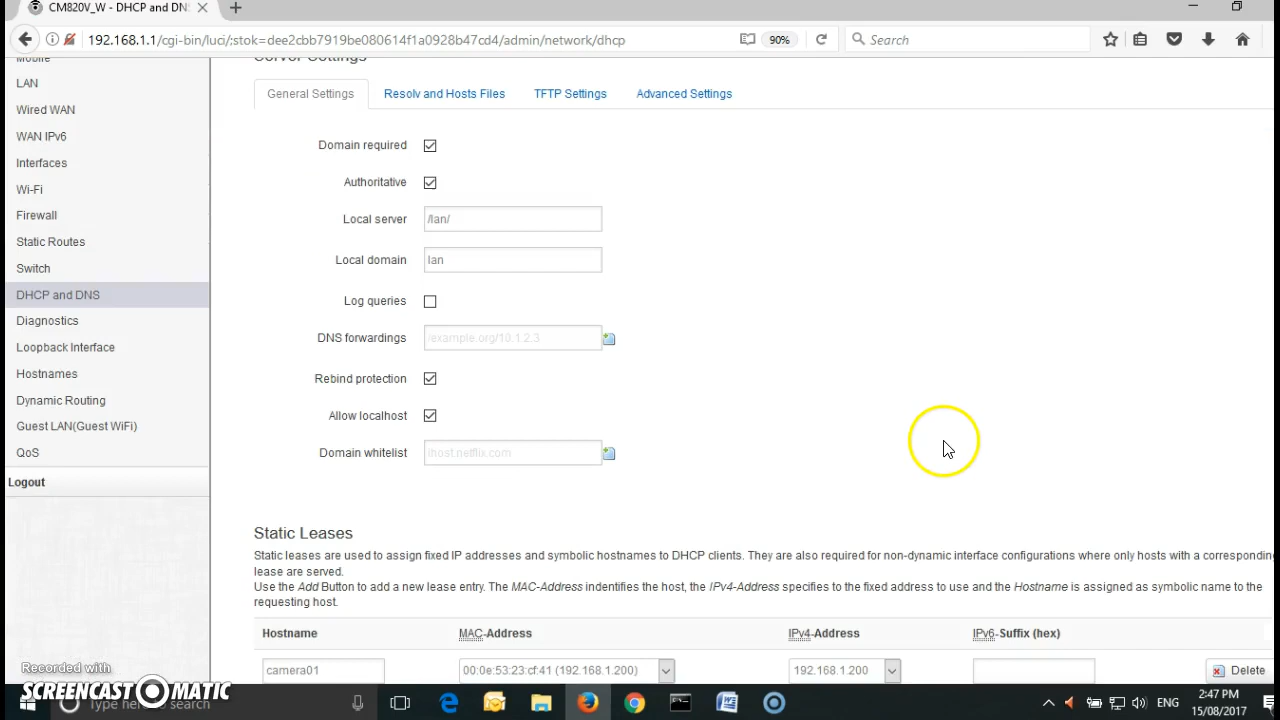 CM820V_W - DHCP and DN
192.168.1.1/cgi-bin/luci/;stok=dee2cbb7919be080614f1a0928b47cd4/admin/network/dhcp
90%
Search
Mobile
LAN
Wired WAN
WAN IPv6
Interfaces
Wi-Fi
Firewall
Static Routes
Switch
DHCP and DNS
Diagnostics
Loopback Interface
Hostnames
Dynamic Routing
Guest LAN(Guest WiFi)
QoS
Logout
Server Settings
General Settings Resolv and Hosts Files TFTP Settings Advanced Settings
Domain required
Authoritative
Local server /lan/
Local domain lan
Log queries
DNS forwardings /example.org/10.1.2.3
Rebind protection
Allow localhost
Domain whitelist ihost.netflix.com
Static Leases
Static leases are used to assign fixed IP addresses and symbolic hostnames to DHCP clients. They are also required for non-dynamic interface configurations where only hosts with a corresponding
lease are served.
Use the Add Button to add a new lease entry. The MAC-Address indentifies the host, the IPv4-Address specifies to the fixed address to use and the Hostname is assigned as symbolic name to the
requesting host.
Hostname MAC-Address IPv4-Address IPv6-Suffix (hex)
camera01 00:0e:53:23:cf:41 (192.168.1.200) 192.168.1.200 Delete
Recorded with
SCREENCAST-O-MATIC
Type here to search
ENG
2:47 PM
15/08/2017